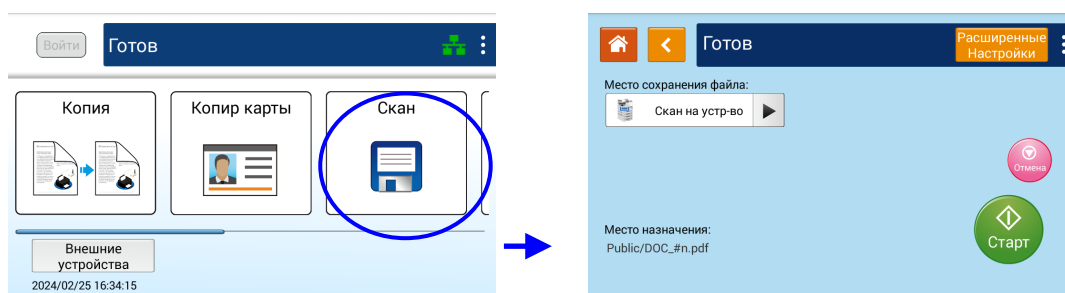 Войти
Готов
Копия
Копир карты
Скан
Внешние
устройства
2024/02/25 16:34:15
Готов
Расширенные
Настройки
Место сохранения файла:
Скан на устр-во
Отмена
Старт
Место назначения:
Public/DOC_#n.pdf